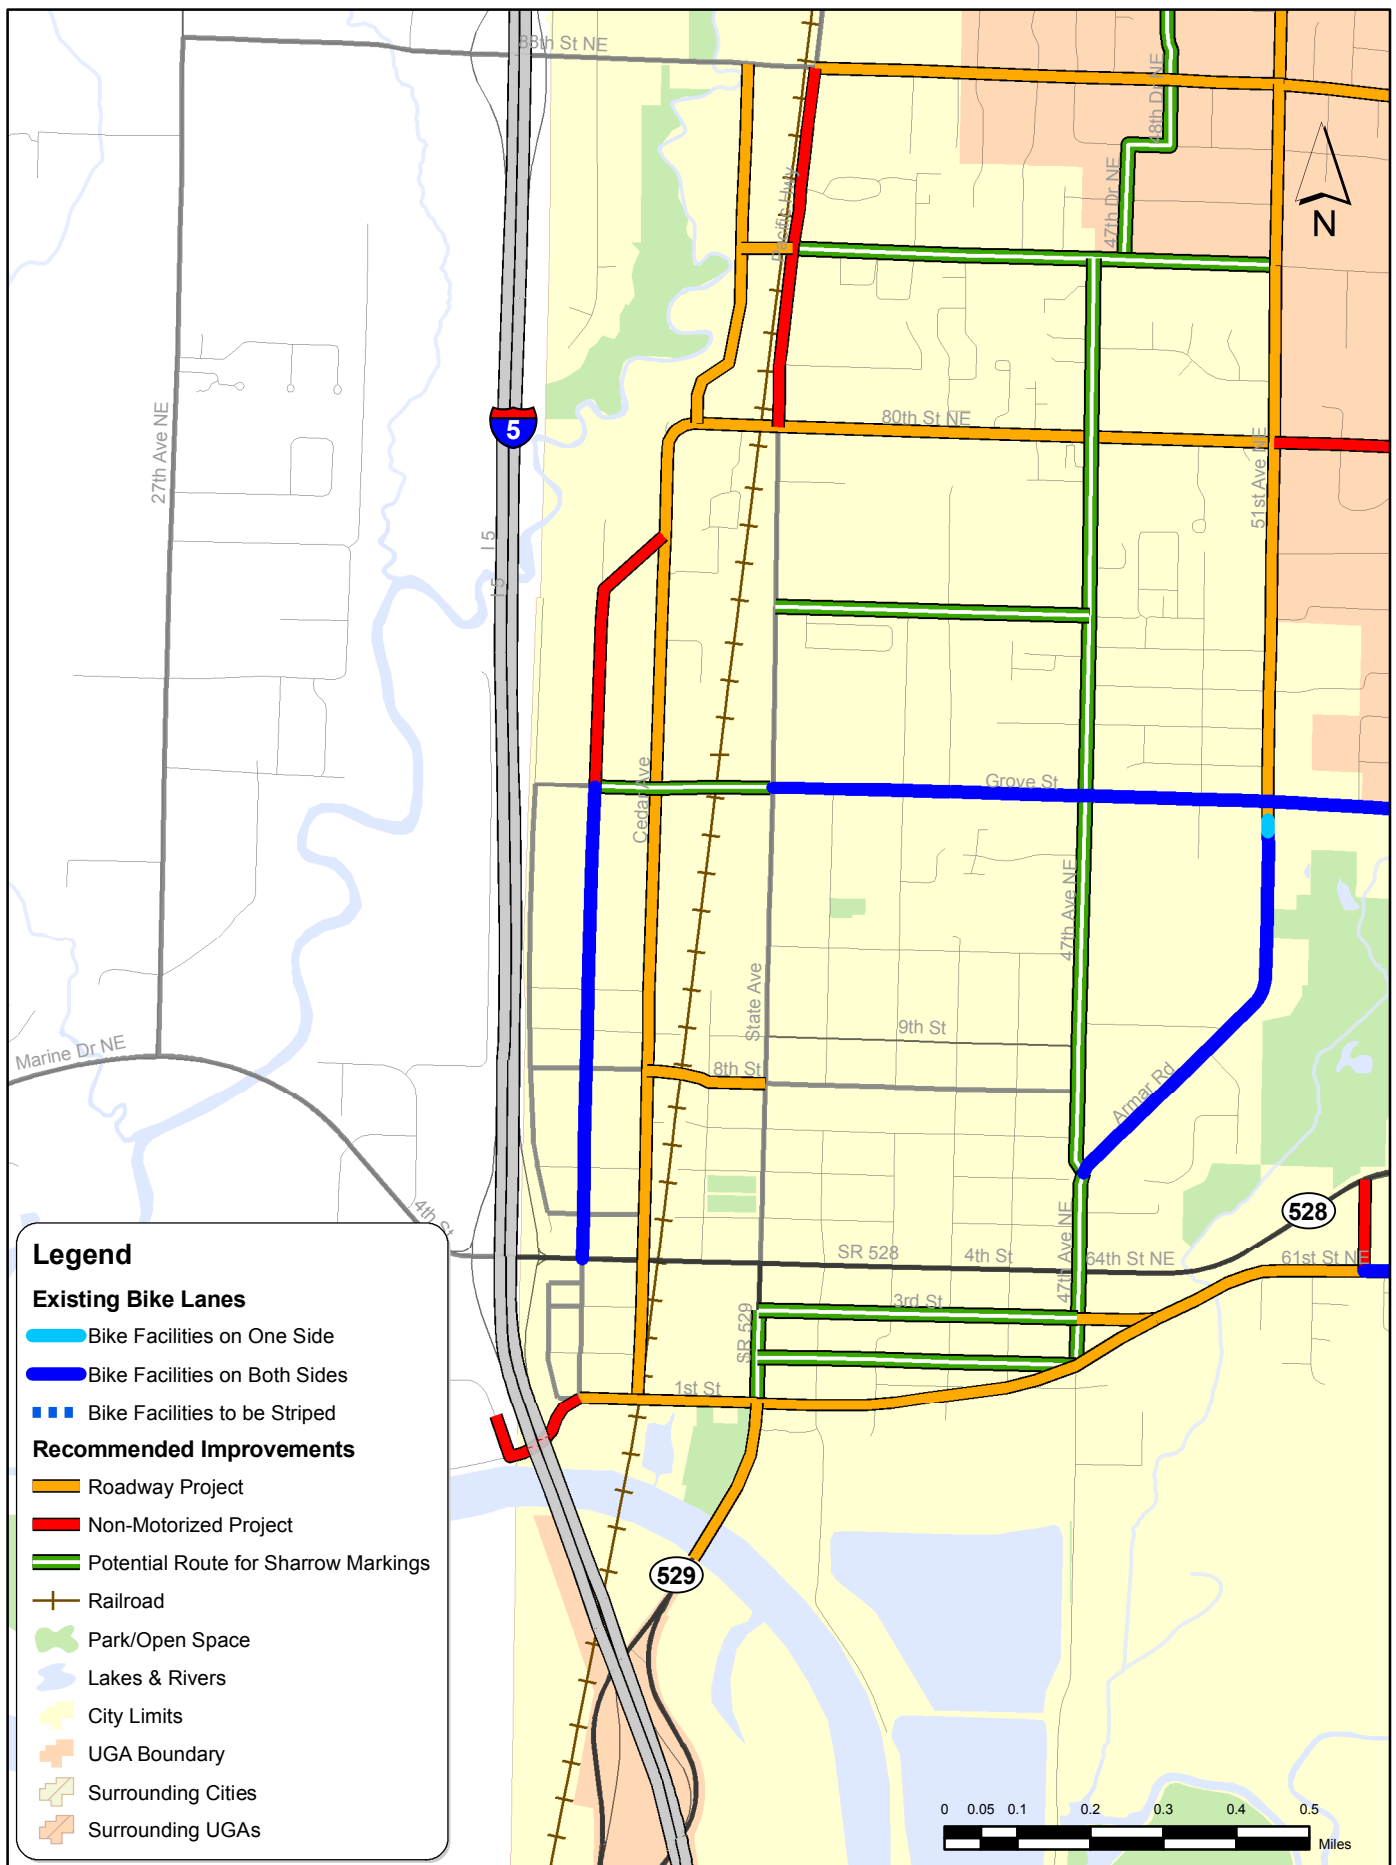 88th St NE
48th Dr NE
47th Dr NE
N
Pacific Hwy
27th Ave NE
5
80th St NE
51st Ave NE
I 5
I 5
Grove St
Cedar Ave
47th Ave NE
State Ave
9th St
Marine Dr NE
8th St
Armar Rd
4th St
528
47th Ave NE
SR 528
4th St
64th St NE
61st St NE
3rd St
SR 529
1st St
529
Legend
Existing Bike Lanes
Bike Facilities on One Side
Bike Facilities on Both Sides
Bike Facilities to be Striped
Recommended Improvements
Roadway Project
Non-Motorized Project
Potential Route for Sharrow Markings
Railroad
Park/Open Space
Lakes & Rivers
City Limits
UGA Boundary
Surrounding Cities
Surrounding UGAs
0 0.05 0.1 0.2 0.3 0.4 0.5
Miles